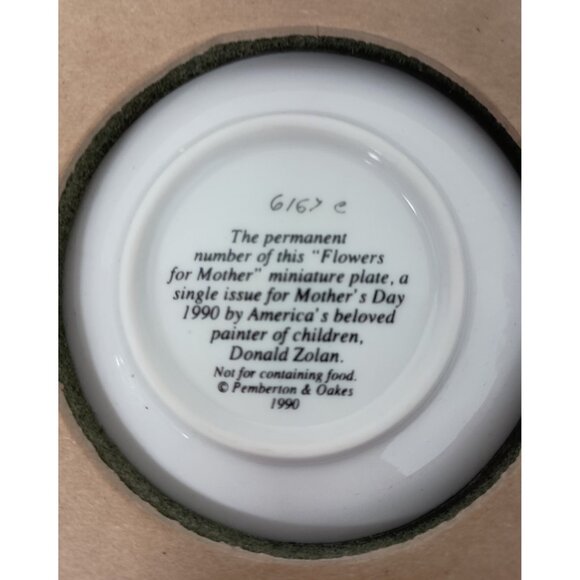 6167 C
The permanent
number of this "Flowers
for Mother" miniature plate, a
single issue for Mother's Day
1990 by America's beloved
painter of children,
Donald Zolan.
Not for containing food.
© Pemberton & Oakes
1990